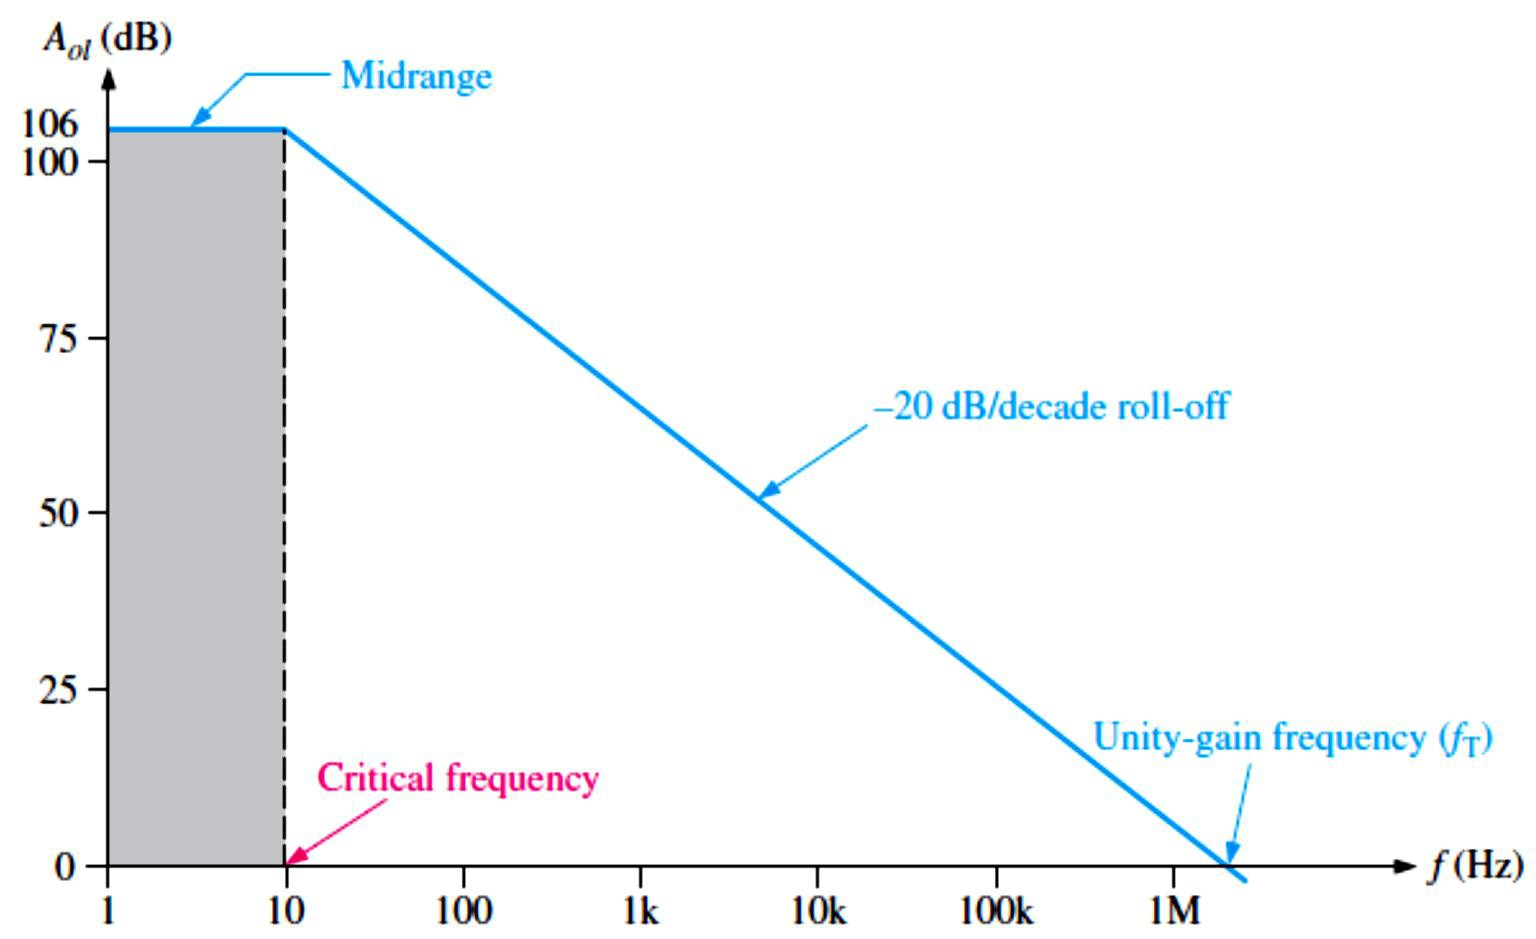 A_ol (dB)
Midrange
106
100
75
–20 dB/decade roll-off
50
25
Unity-gain frequency (f_T)
Critical frequency
0
f (Hz)
1 10 100 1k 10k 100k 1M